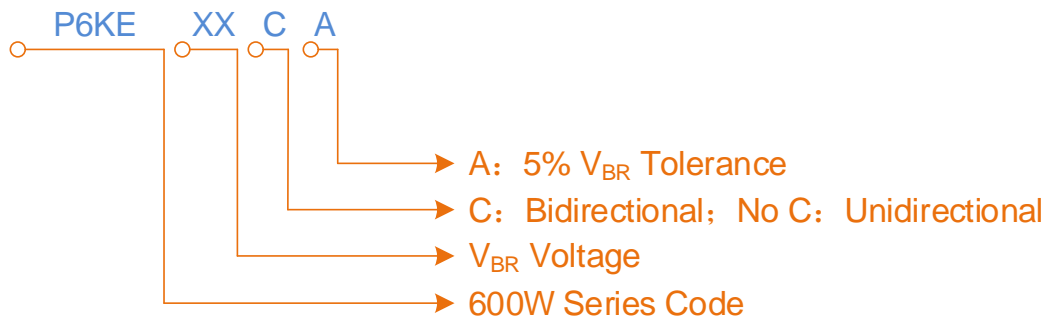 P6KE XX C A
A：5% VBR Tolerance
C：Bidirectional；No C：Unidirectional
VBR Voltage
600W Series Code